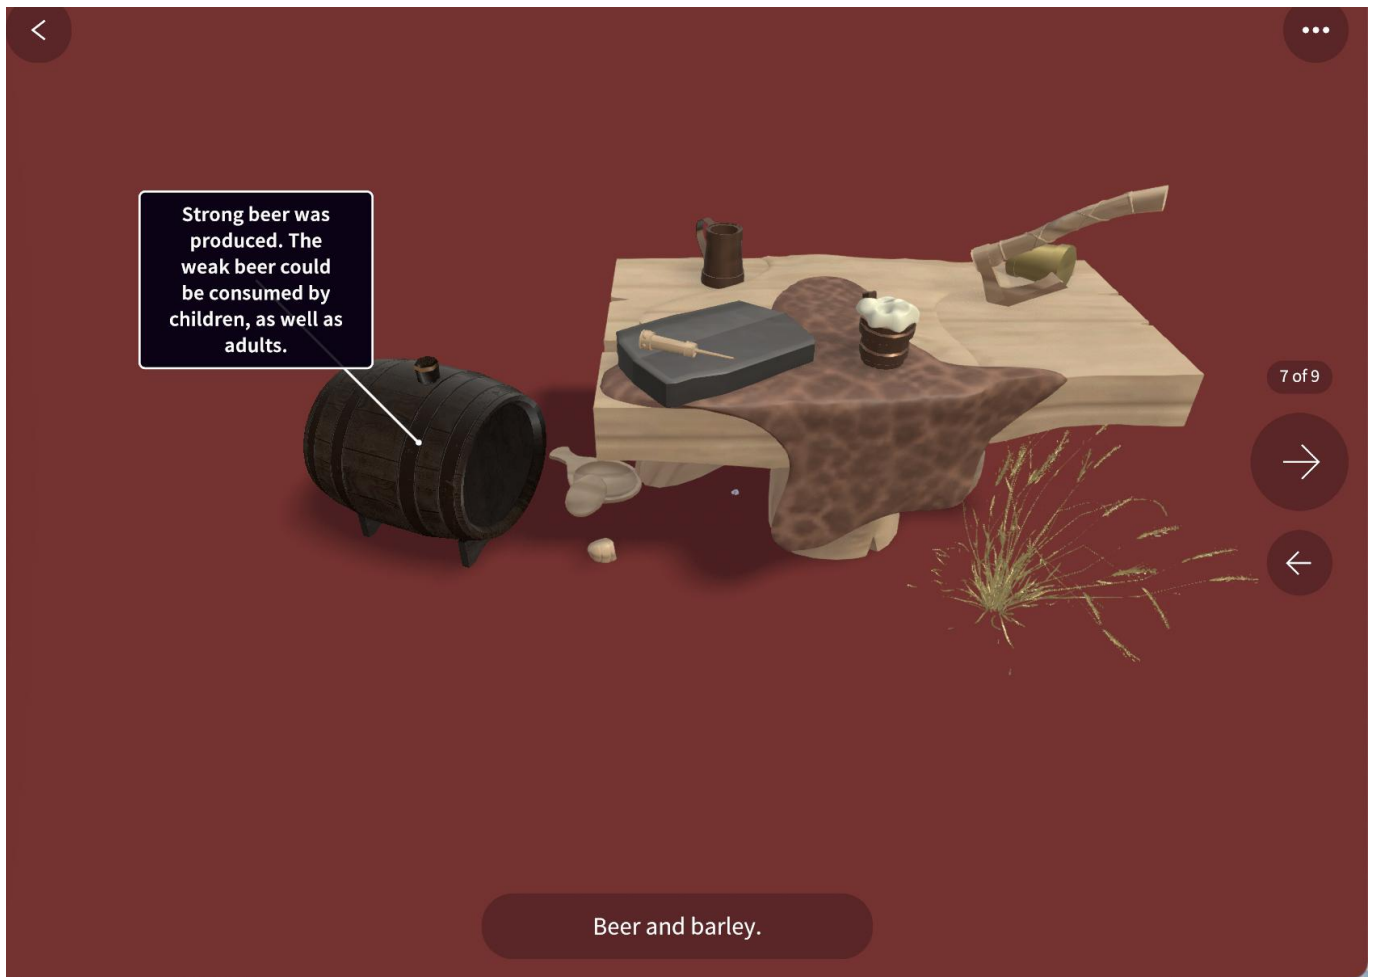 Strong beer was
produced. The
weak beer could
be consumed by
children, as well as
adults.
7 of 9
Beer and barley.